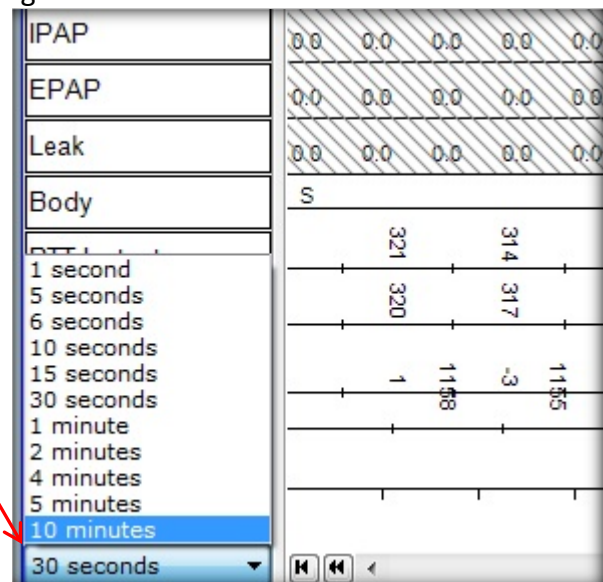 IPAP 0.0 0.0 0.0 0.0 0.0
EPAP 0.0 0.0 0.0 0.0 0.0
Leak 0.0 0.0 0.0 0.0 0.0
Body S
321 314
1 second
5 seconds 320 317
6 seconds
10 seconds
15 seconds 1 1158 -3 1155
30 seconds
1 minute
2 minutes
4 minutes
5 minutes
10 minutes
30 seconds